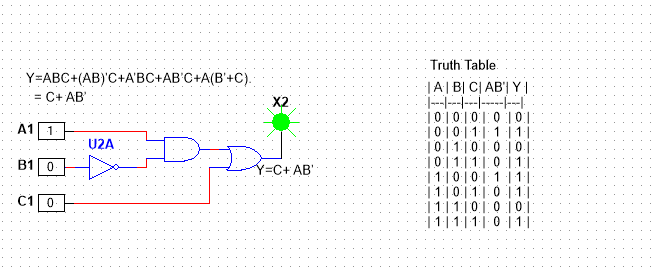 Y=ABC+(AB)'C+A'BC+AB'C+A(B'+C).
= C+ AB'
X2
A1 1
U2A
B1 0
Y=C+ AB'
C1 0
Truth Table
| A | B| C| AB'| Y |
|---|---|---|-----|---|
| 0 | 0 | 0 | 0 | 0 |
| 0 | 0 | 1 | 1 | 1 |
| 0 | 1 | 0 | 0 | 0 |
| 0 | 1 | 1 | 0 | 1 |
| 1 | 0 | 0 | 1 | 1 |
| 1 | 0 | 1 | 0 | 1 |
| 1 | 1 | 0 | 0 | 0 |
| 1 | 1 | 1 | 0 | 1 |